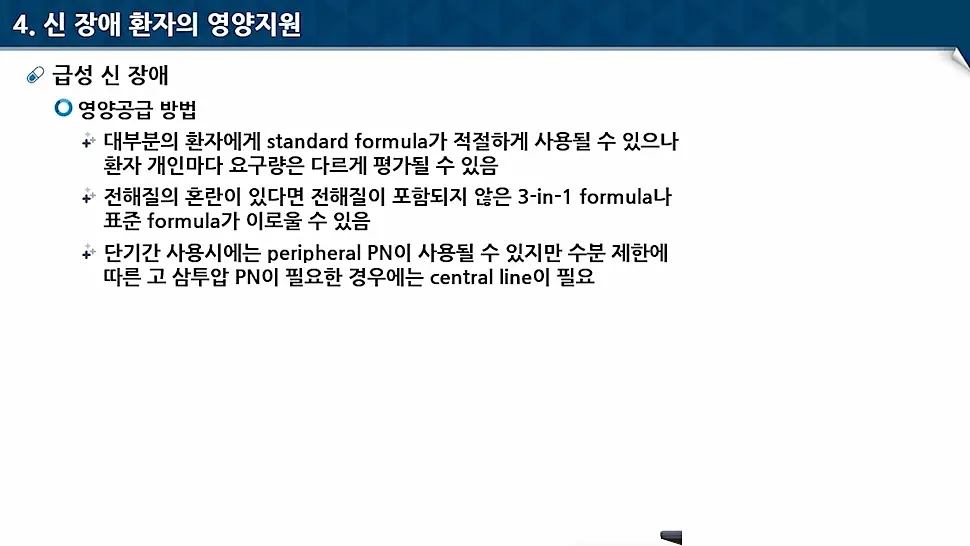 4. 신 장애 환자의 영양지원
급성 신 장애
영양공급 방법
대부분의 환자에게 standard formula가 적절하게 사용될 수 있으나
환자 개인마다 요구량은 다르게 평가될 수 있음
전해질의 혼란이 있다면 전해질이 포함되지 않은 3-in-1 formula나
표준 formula가 이로울 수 있음
단기간 사용시에는 peripheral PN이 사용될 수 있지만 수분 제한에
따른 고 삼투압 PN이 필요한 경우에는 central line이 필요